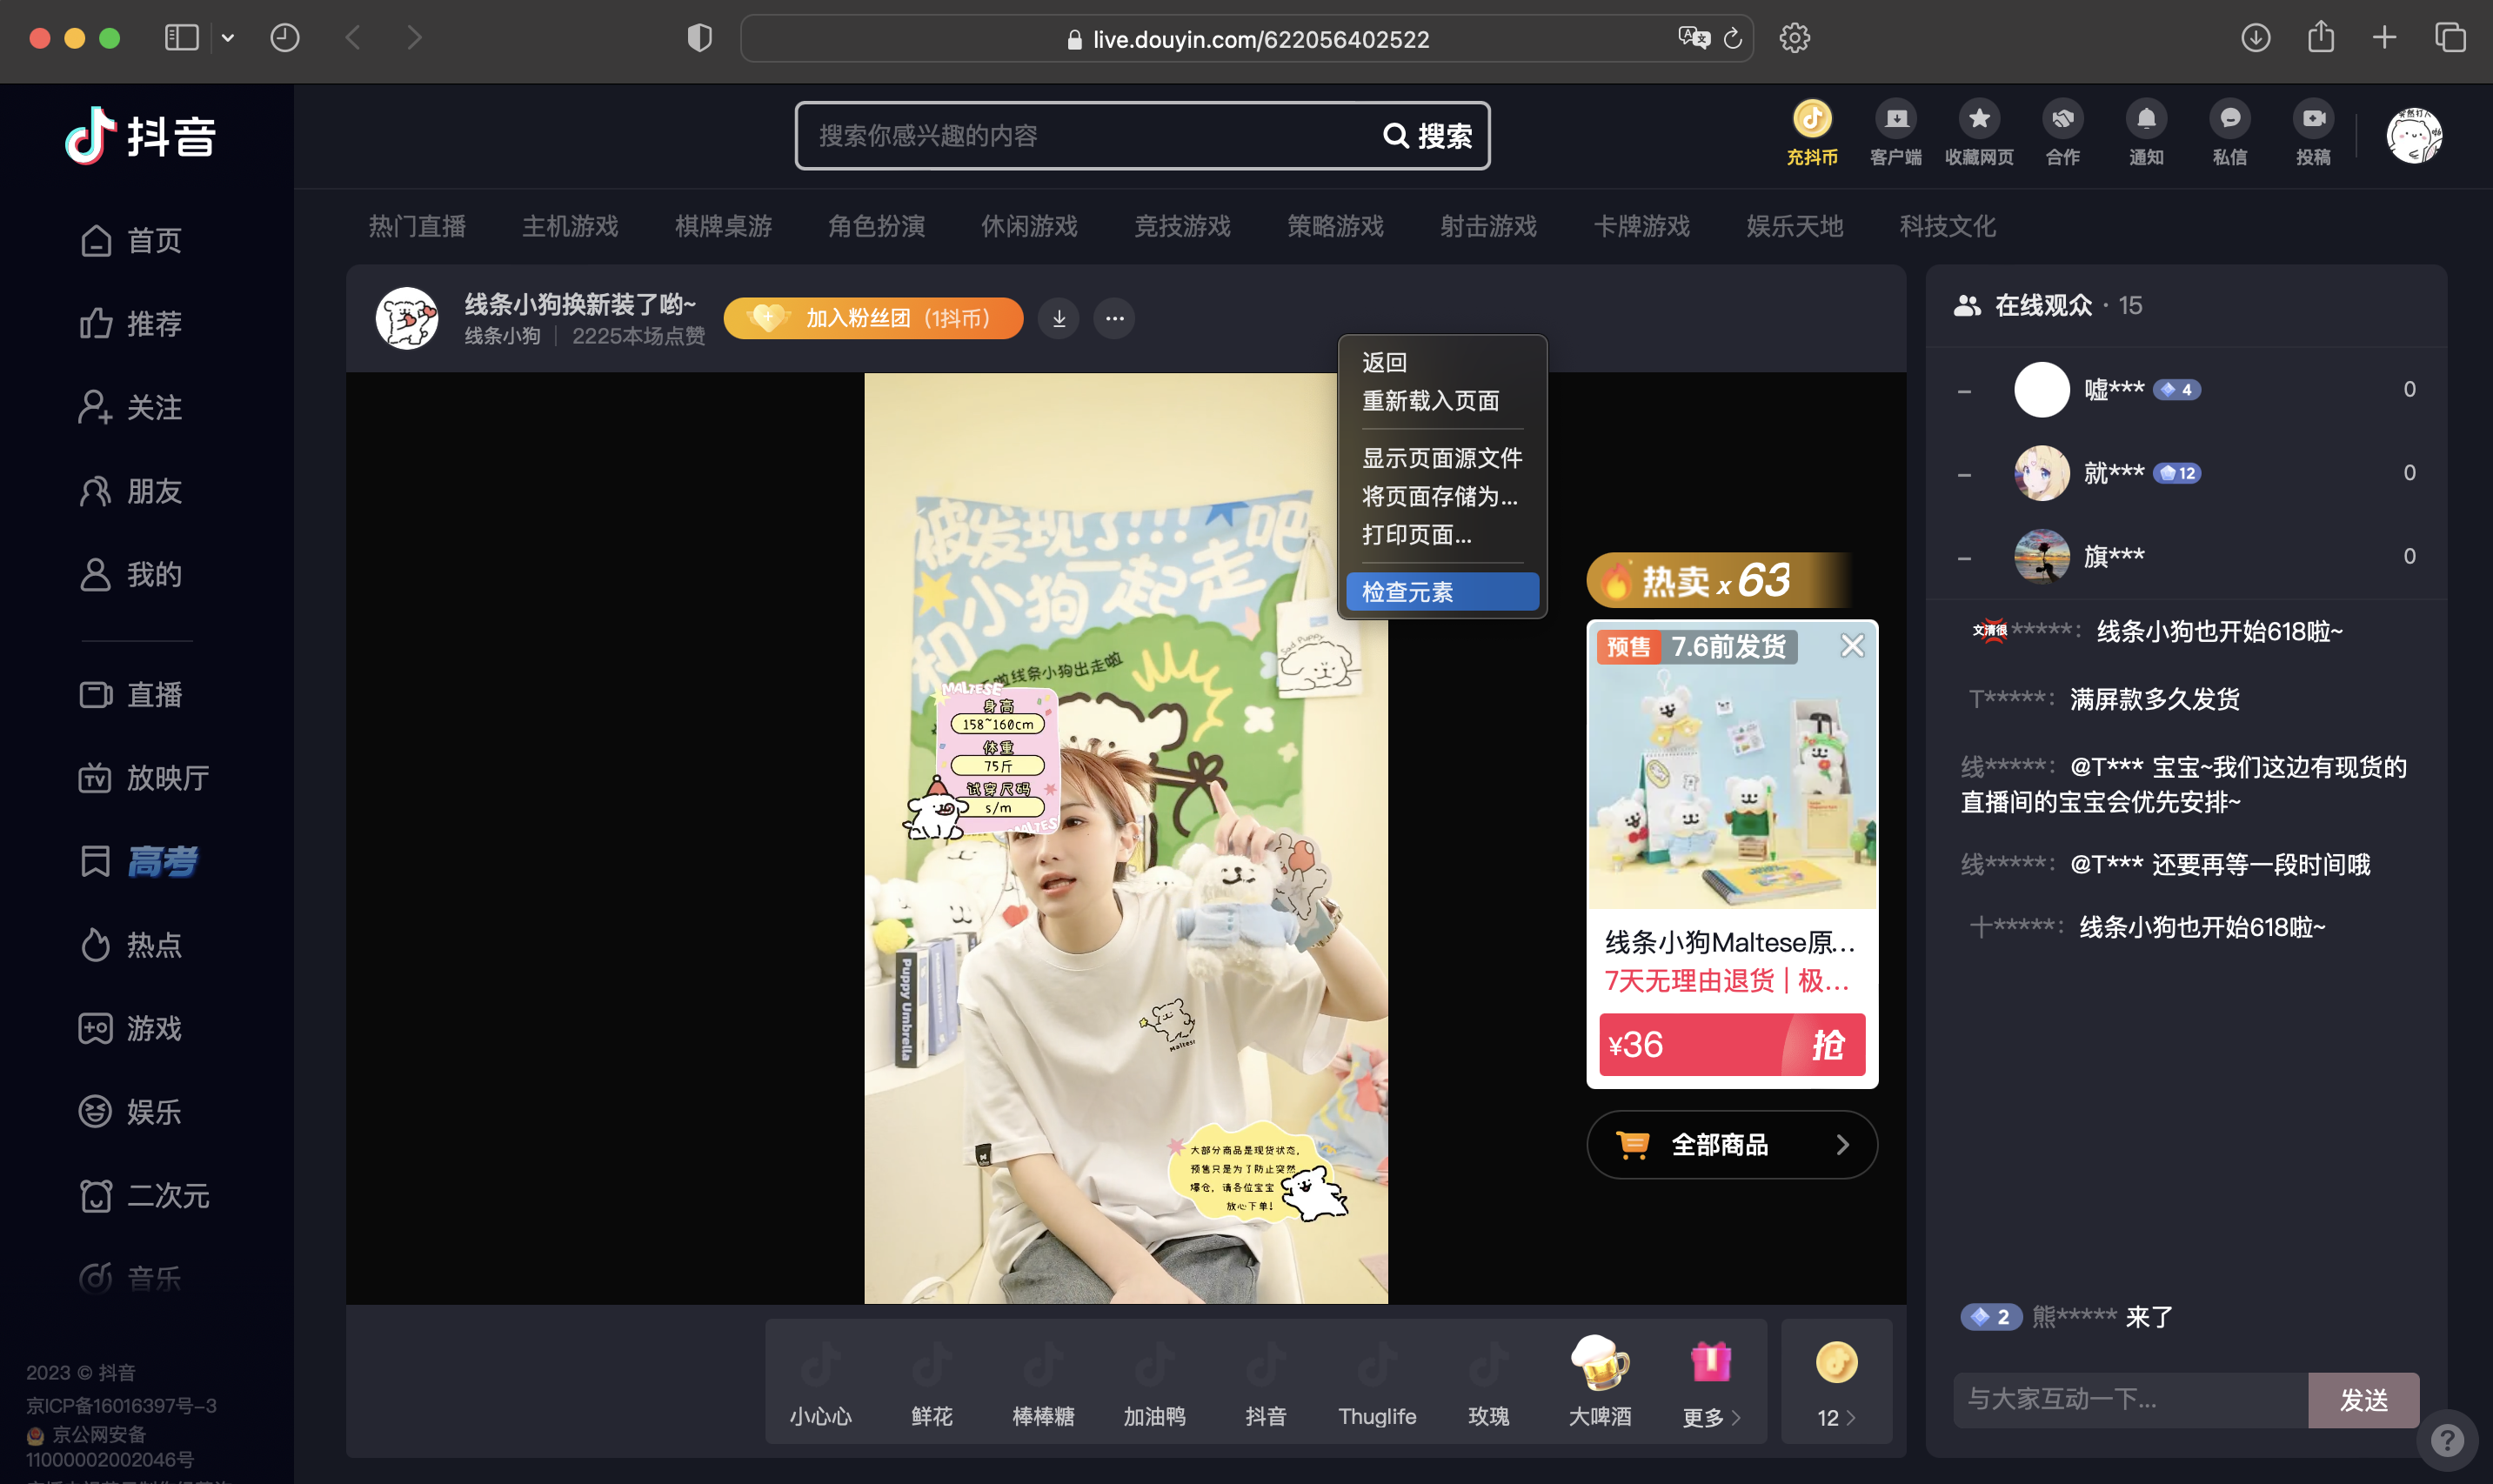 live.douyin.com/622056402522
抖音
搜索你感兴趣的内容
搜索
充抖币
客户端
收藏网页
合作
通知
私信
投稿
首页
推荐
关注
朋友
我的
直播
放映厅
高考
热点
游戏
娱乐
二次元
音乐
2023 © 抖音
京ICP备16016397号-3
京公网安备
11000002002046号
热门直播
主机游戏
棋牌桌游
角色扮演
休闲游戏
竞技游戏
策略游戏
射击游戏
卡牌游戏
娱乐天地
科技文化
线条小狗换新装了哟~
线条小狗 | 2225本场点赞
加入粉丝团（1抖币）
返回
重新载入页面
显示页面源文件
将页面存储为...
打印页面...
检查元素
被发现了!!!
和小狗一起走吧
啦线条小狗出走啦
Sad Puppy
MALTESE
身高
158~160cm
体重
75斤
试穿尺码
s/m
Puppy Umbrella
Maltese
大部分商品是现货状态,
预售只是为了防止突然
爆仓, 请各位宝宝
放心下单!
热卖 x 63
预售 7.6前发货
线条小狗Maltese原...
7天无理由退货 | 极...
¥36
抢
全部商品
小心心
鲜花
棒棒糖
加油鸭
抖音
Thuglife
玫瑰
大啤酒
更多
12
在线观众 · 15
嘘*** 4 0
就*** 12 0
旗*** 0
文清很*****： 线条小狗也开始618啦~
T*****： 满屏款多久发货
线*****： @T*** 宝宝~我们这边有现货的
直播间的宝宝会优先安排~
线*****： @T*** 还要再等一段时间哦
十*****： 线条小狗也开始618啦~
2 熊***** 来了
与大家互动一下...
发送